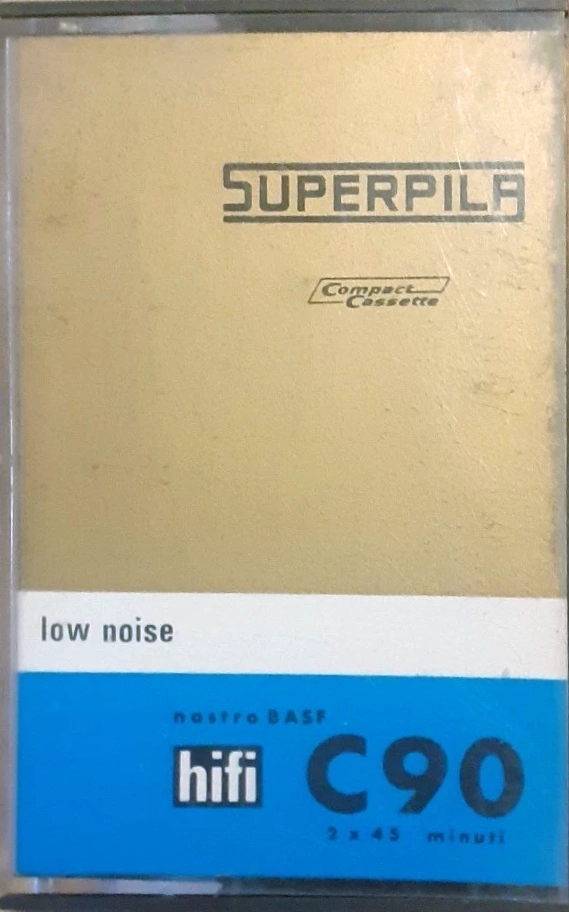 SUPERPILA
Compact
Cassette
low noise
nastro BASF
hifi C90
2 x 45 minuti